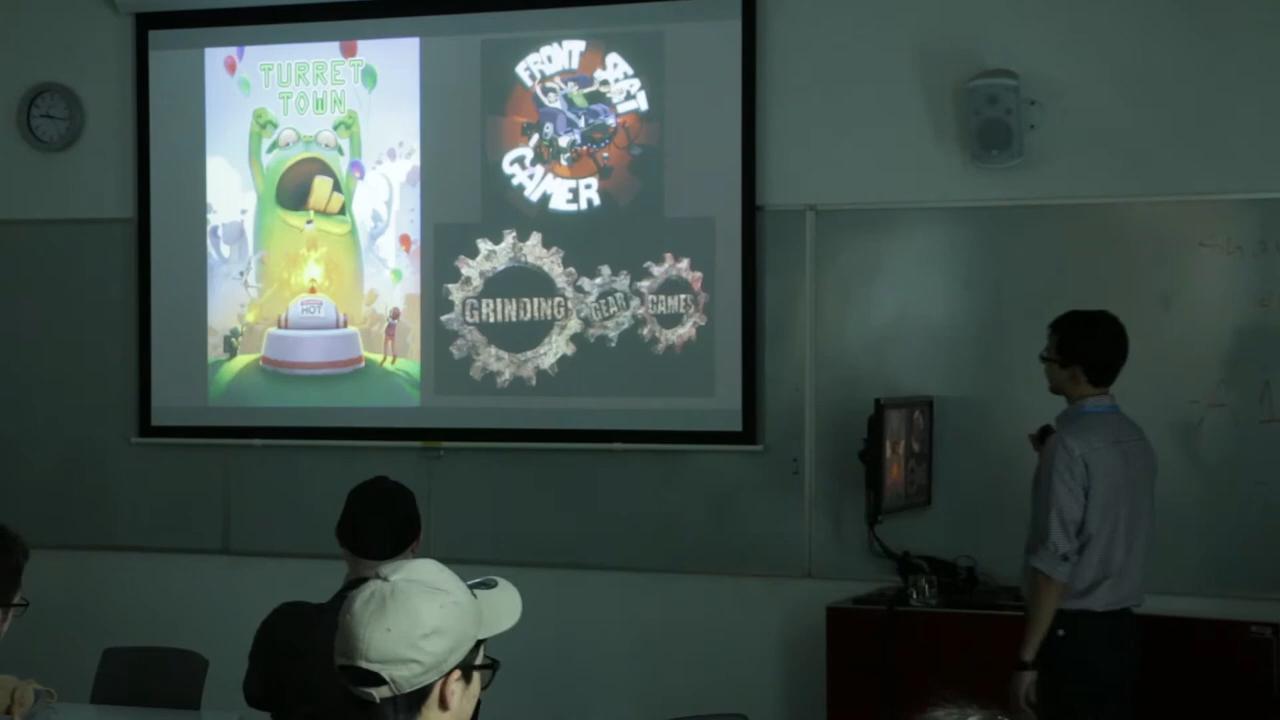 TURRET
TOWN
HOT
FRONT SEAT
GAMER
GRINDING GEAR GAMES